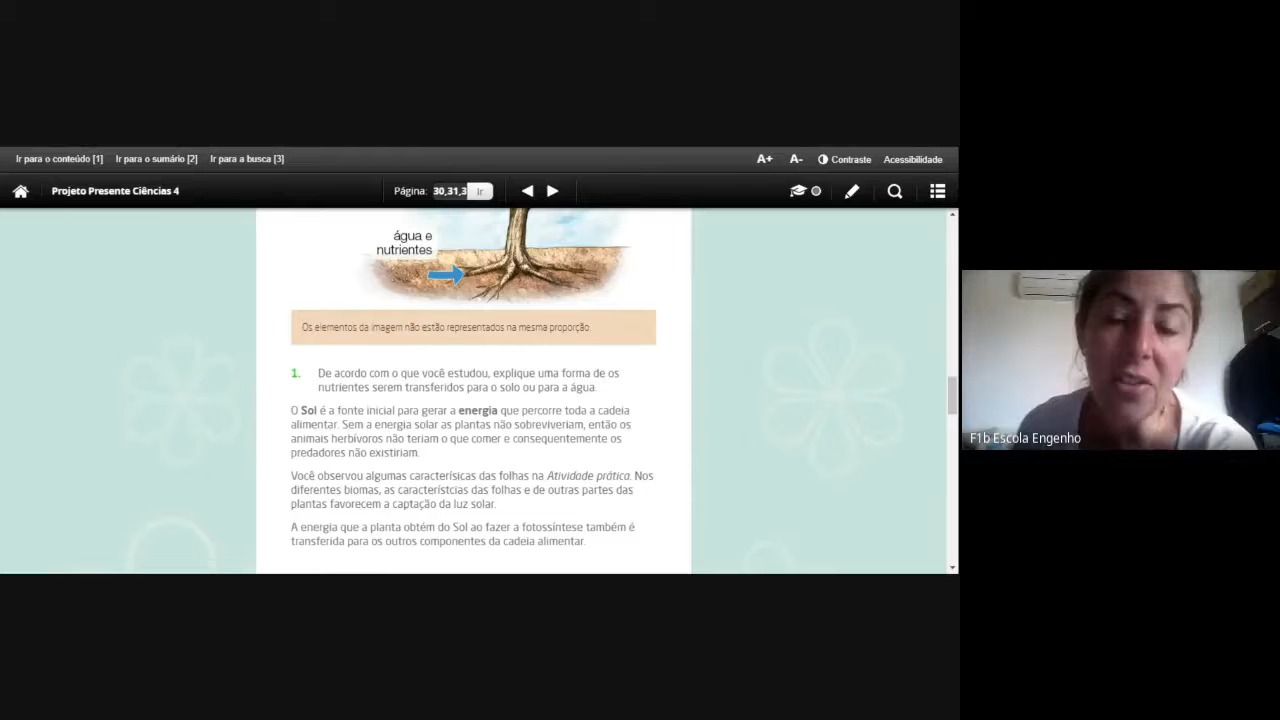 Ir para o conteúdo [1] Ir para o sumário [2] Ir para a busca [3] A+ A- Contraste Acessibilidade
Projeto Presente Ciências 4 Página: 30,31,3 Ir
água e
nutrientes
Os elementos da imagem não estão representados na mesma proporção.
1. De acordo com o que você estudou, explique uma forma de os
nutrientes serem transferidos para o solo ou para a água.
O Sol é a fonte inicial para gerar a energia que percorre toda a cadeia
alimentar. Sem a energia solar as plantas não sobreviveriam, então os
animais herbívoros não teriam o que comer e consequentemente os
predadores não existiriam.
Você observou algumas caracterísicas das folhas na Atividade prática. Nos
diferentes biomas, as característcias das folhas e de outras partes das
plantas favorecem a captação da luz solar.
A energia que a planta obtém do Sol ao fazer a fotossíntese também é
transferida para os outros componentes da cadeia alimentar.
F1b Escola Engenho